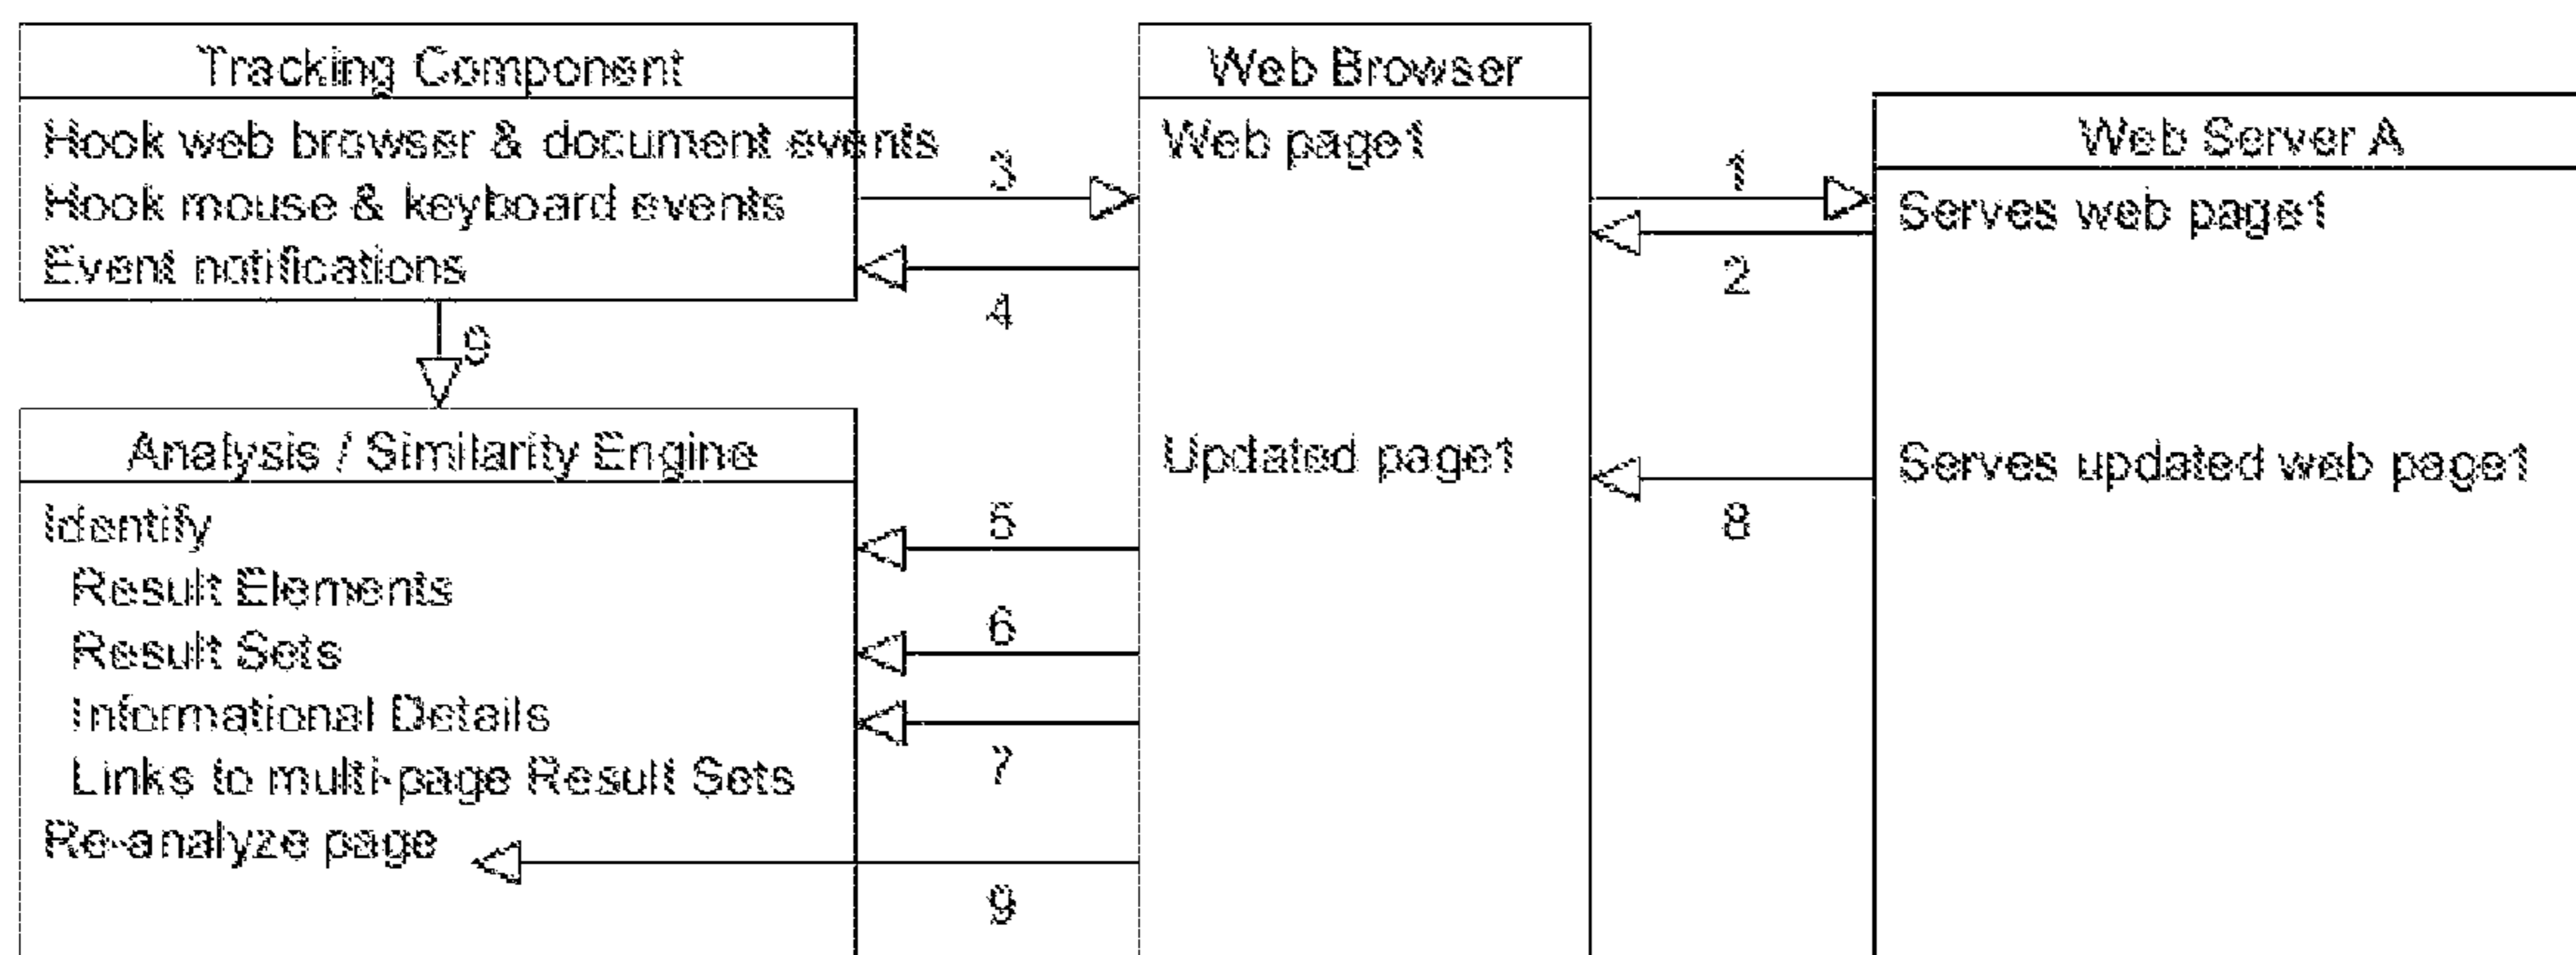 Tracking Component
Hook web browser & document events
Hook mouse & keyboard events
Event notifications
3
4
9
Web Browser
Web page1
Updated page1
1
2
8
Web Server A
Serves web page1
Serves updated web page1
Analysis / Similarity Engine
Identify
Result Elements
Result Sets
Informational Details
Links to multi-page Result Sets
Re-analyze page
5
6
7
9